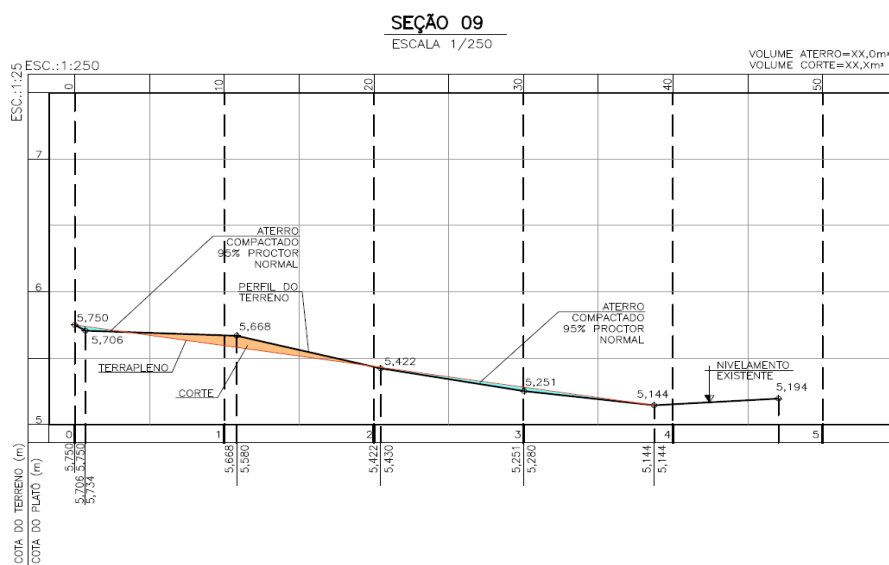 SEÇÃO 09
ESCALA 1/250
VOLUME ATERRO=XX,0m³
VOLUME CORTE=XX,Xm³
ESC.:1:250
ESC.:1:25
0
10
20
30
40
50
7
6
5
ATERRO
COMPACTADO
95% PROCTOR
NORMAL
PERFIL DO
TERRENO
ATERRO
COMPACTADO
95% PROCTOR
NORMAL
5,750
5,706
5,668
5,422
5,251
5,144
5,194
TERRAPLENO
CORTE
NIVELAMENTO
EXISTENTE
0
1
2
3
4
5
COTA DO TERRENO (m)
COTA DO PLATÔ (m)
5,750
5,750
5,706
5,734
5,668
5,580
5,422
5,430
5,251
5,280
5,144
5,144